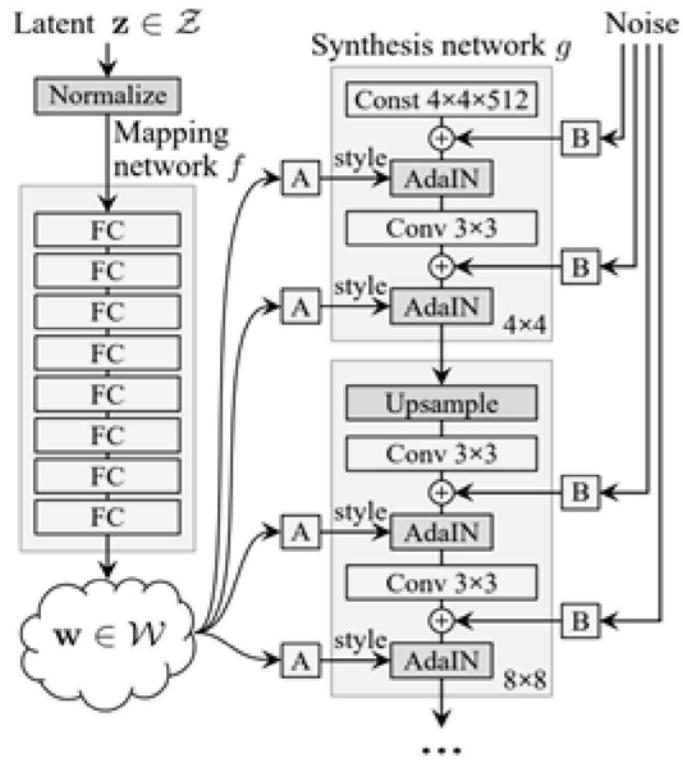 Latent z ∈ Z
Normalize
Mapping
network f
FC
FC
FC
FC
FC
FC
FC
FC
w ∈ W
Synthesis network g
Noise
Const 4×4×512
B
A
style
AdaIN
Conv 3×3
B
A
style
AdaIN
4×4
Upsample
Conv 3×3
B
A
style
AdaIN
Conv 3×3
B
A
style
AdaIN
8×8
...